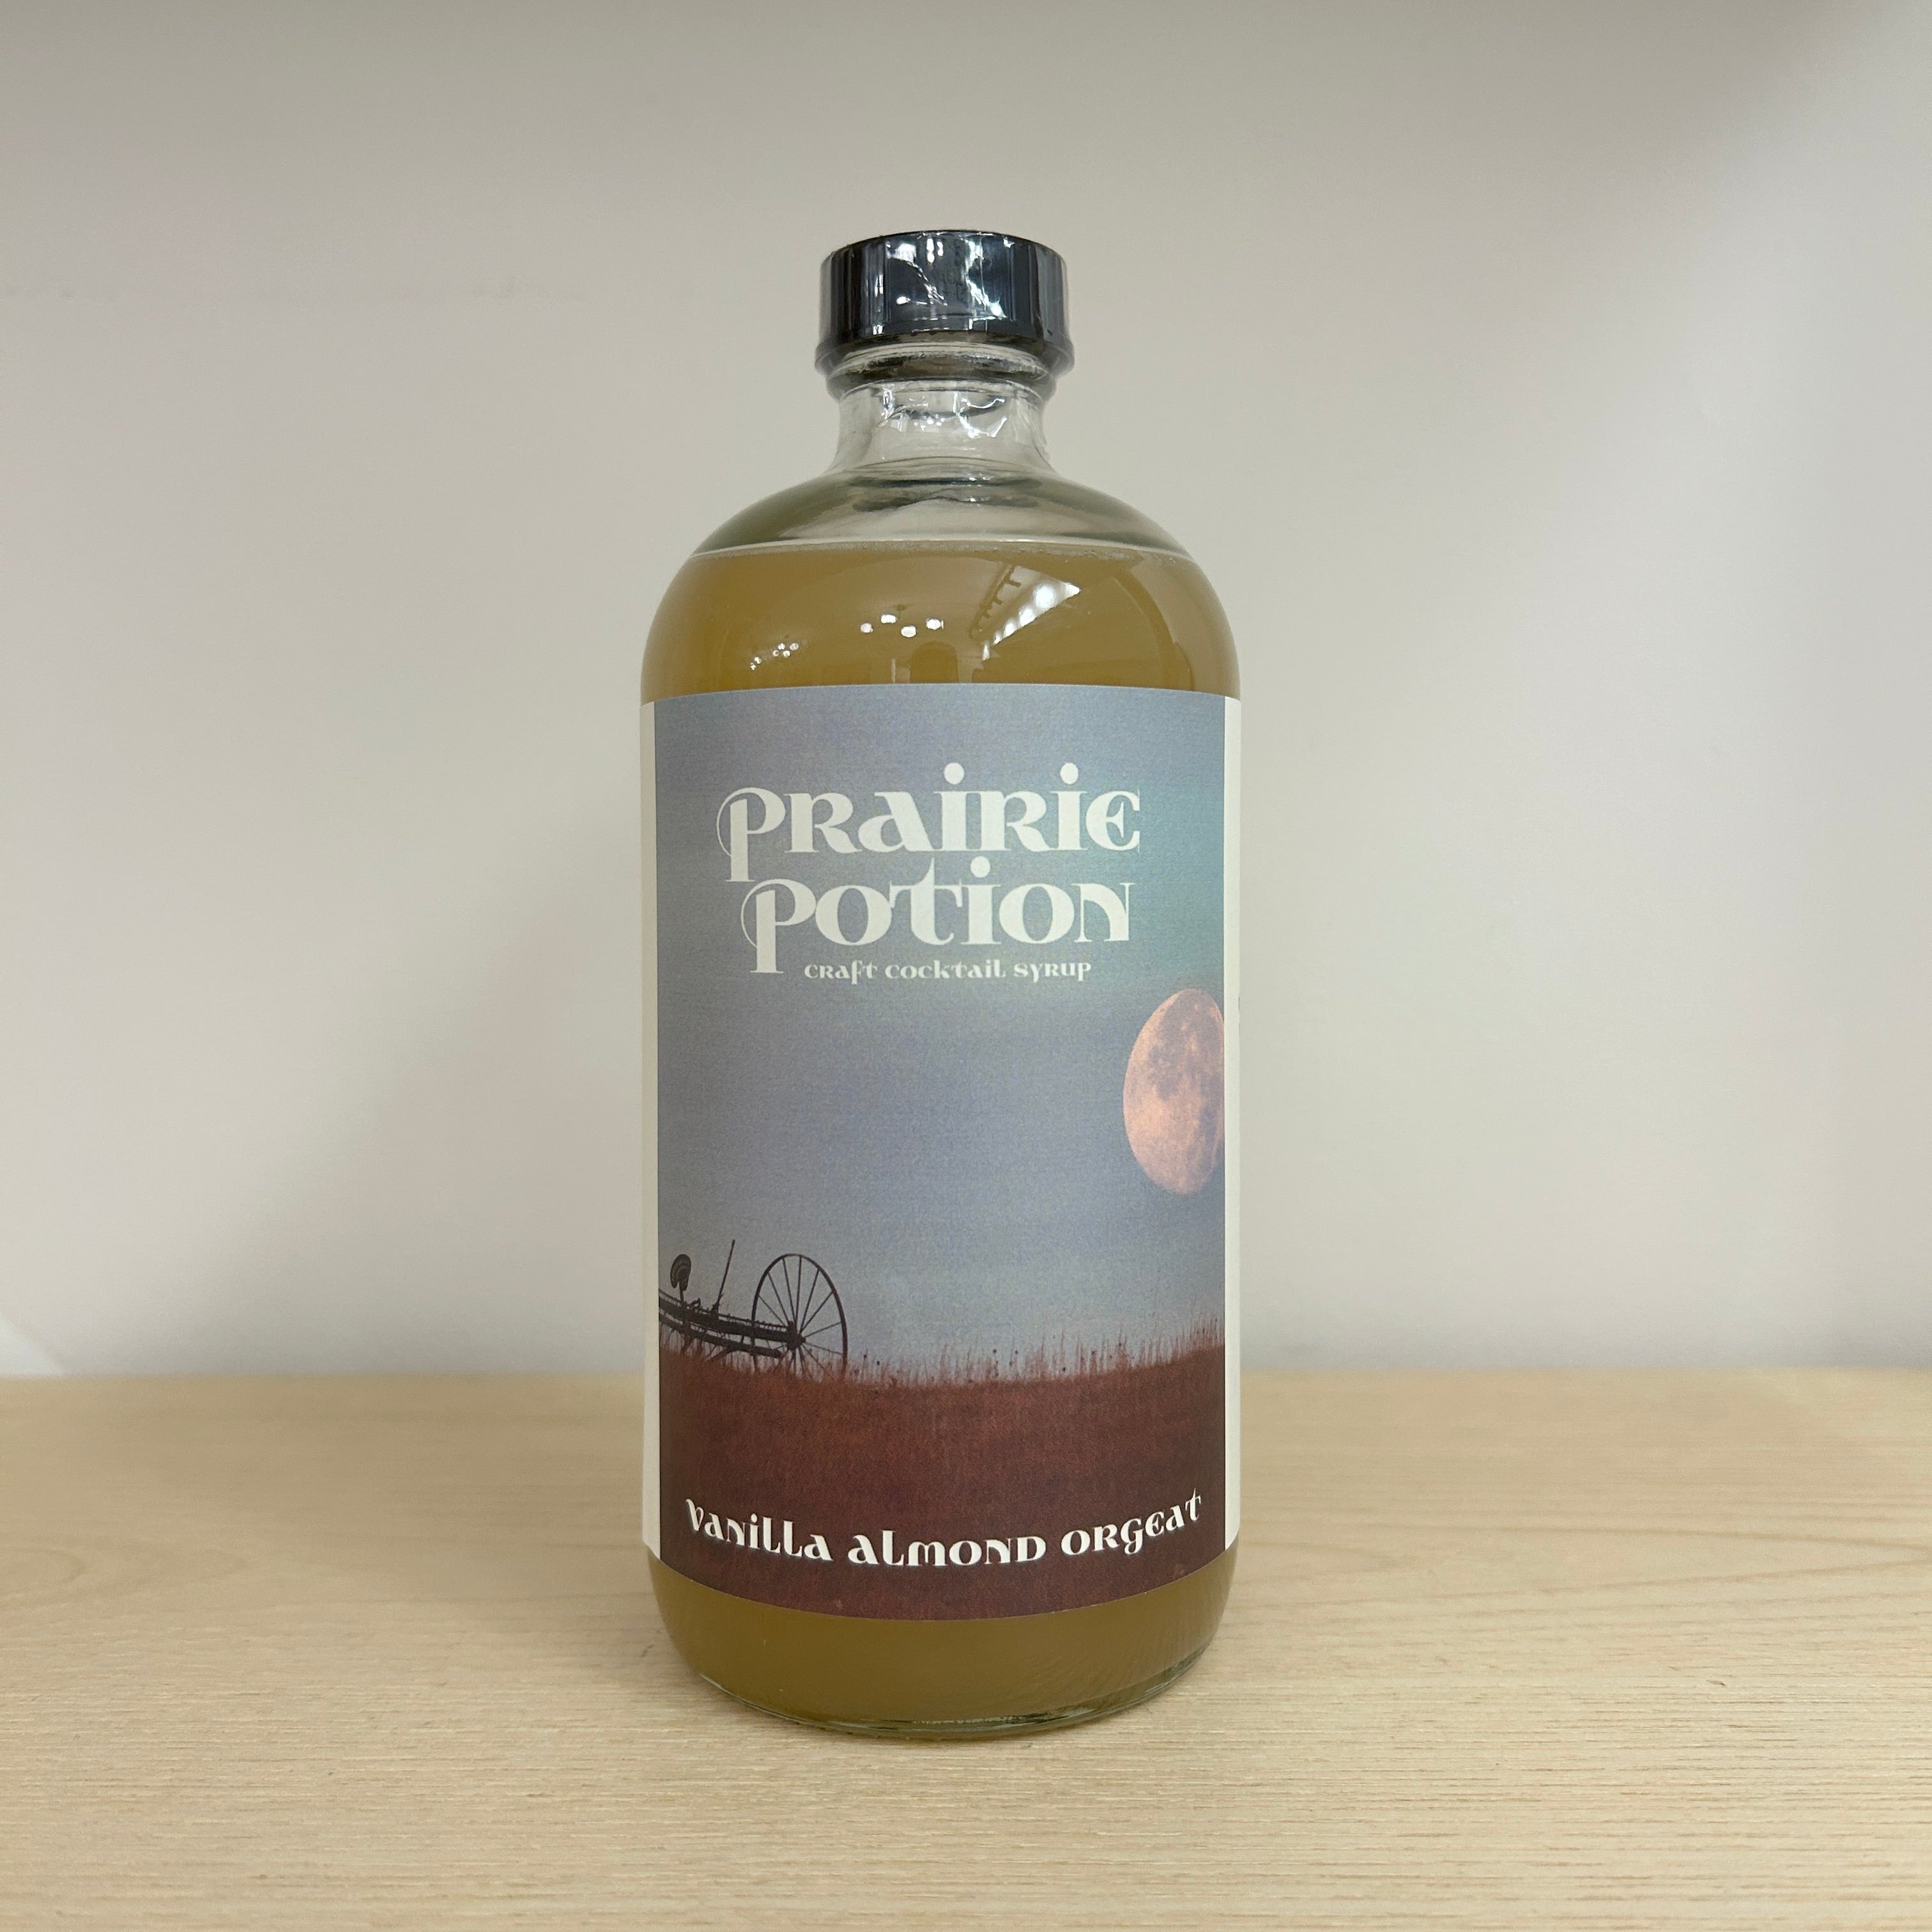 Prairie
Potion
craft cocktail syrup
vanilla almond orgeat